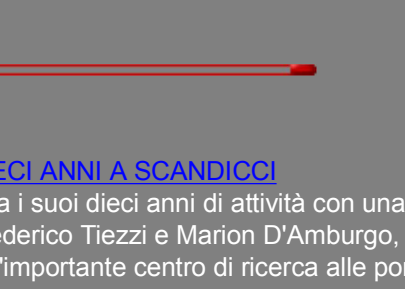 ECI ANNI A SCANDICCI
a i suoi dieci anni di attività con una
ederico Tiezzi e Marion D'Amburgo,
'importante centro di ricerca alle por